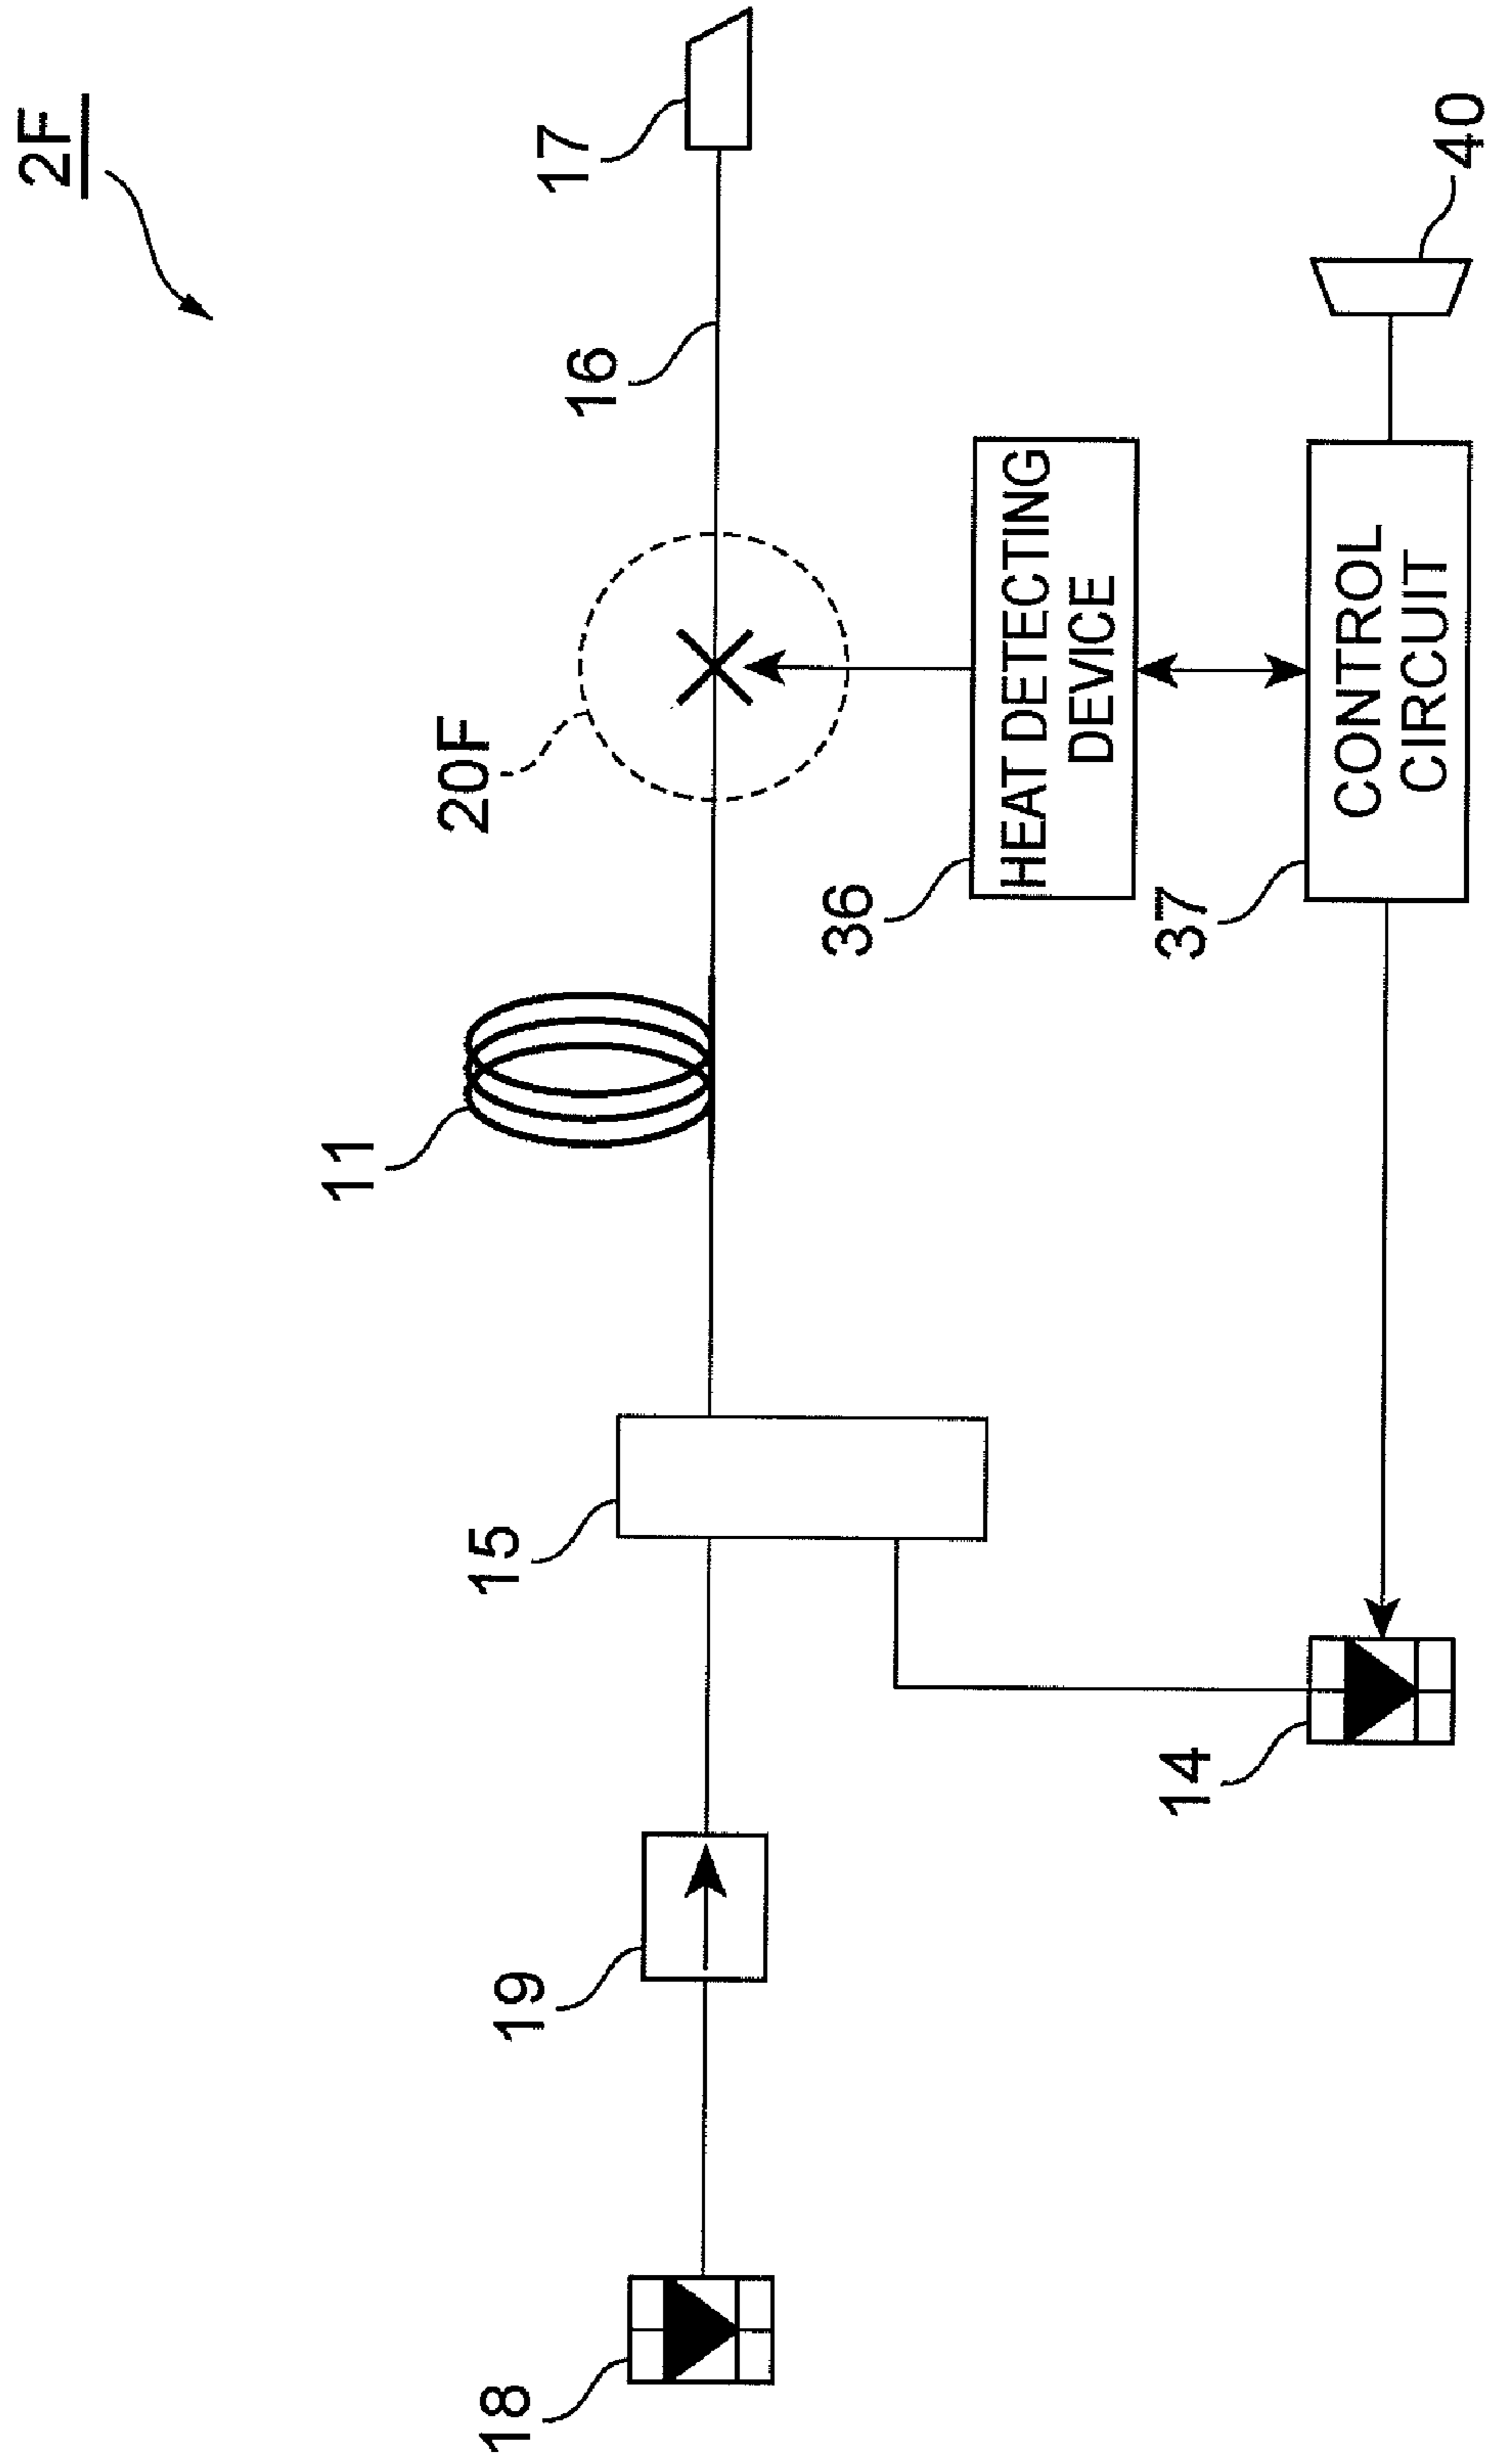 2F
17
16
20F
11
15
19
18
36
HEAT DETECTING
DEVICE
37
CONTROL
CIRCUIT
40
14